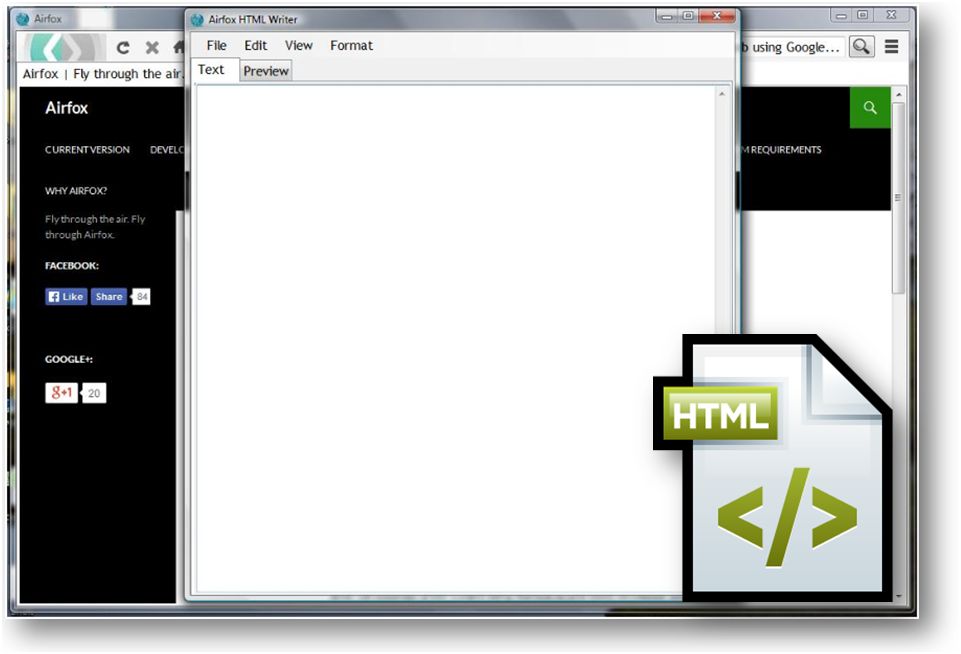 Airfox
Airfox HTML Writer
File Edit View Format
using Google...
Airfox | Fly through the air.
Text Preview
Airfox
CURRENT VERSION
REQUIREMENTS
WHY AIRFOX?
Fly through the air. Fly
through Airfox.
FACEBOOK:
Like Share 84
GOOGLE+:
g+1 20
HTML
</>